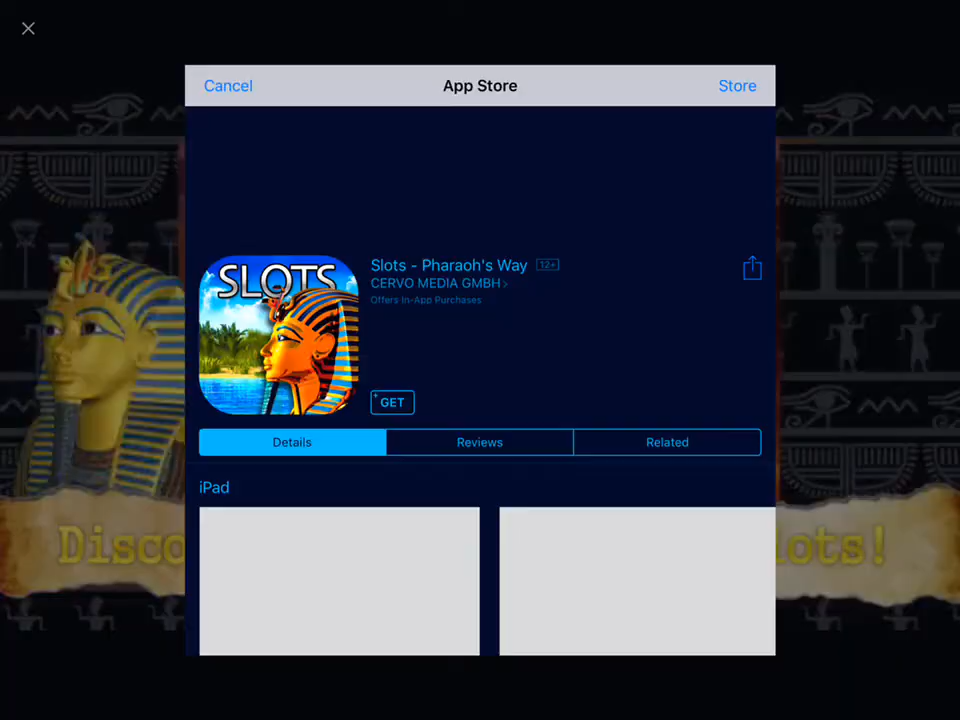 Cancel
App Store
Store
SLOTS
Slots - Pharaoh's Way 12+
CERVO MEDIA GMBH
Offers In-App Purchases
+ GET
Details
Reviews
Related
iPad
Disco
lots!